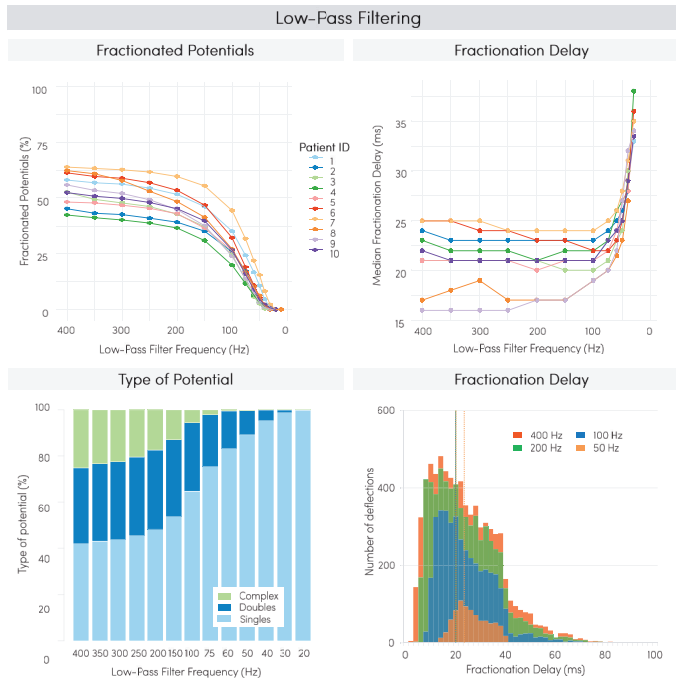 Low-Pass Filtering
Fractionated Potentials
Fractionation Delay
100
75
50
25
0
Fractionated Potentials (%)
400 300 200 100 0
Low-Pass Filter Frequency (Hz)
Patient ID
1
2
3
4
5
6
7
8
9
10
35
30
25
20
15
Median Fractionation Delay (ms)
400 300 200 100 0
Low-Pass Filter Frequency (Hz)
Type of Potential
Fractionation Delay
100
80
60
40
20
0
Type of potential (%)
Complex
Doubles
Singles
400 350 300 250 200 150 100 75 60 50 40 30 20
Low-Pass Filter Frequency (Hz)
600
400
200
0
Number of deflections
400 Hz 100 Hz
200 Hz 50 Hz
0 20 40 60 80 100
Fractionation Delay (ms)